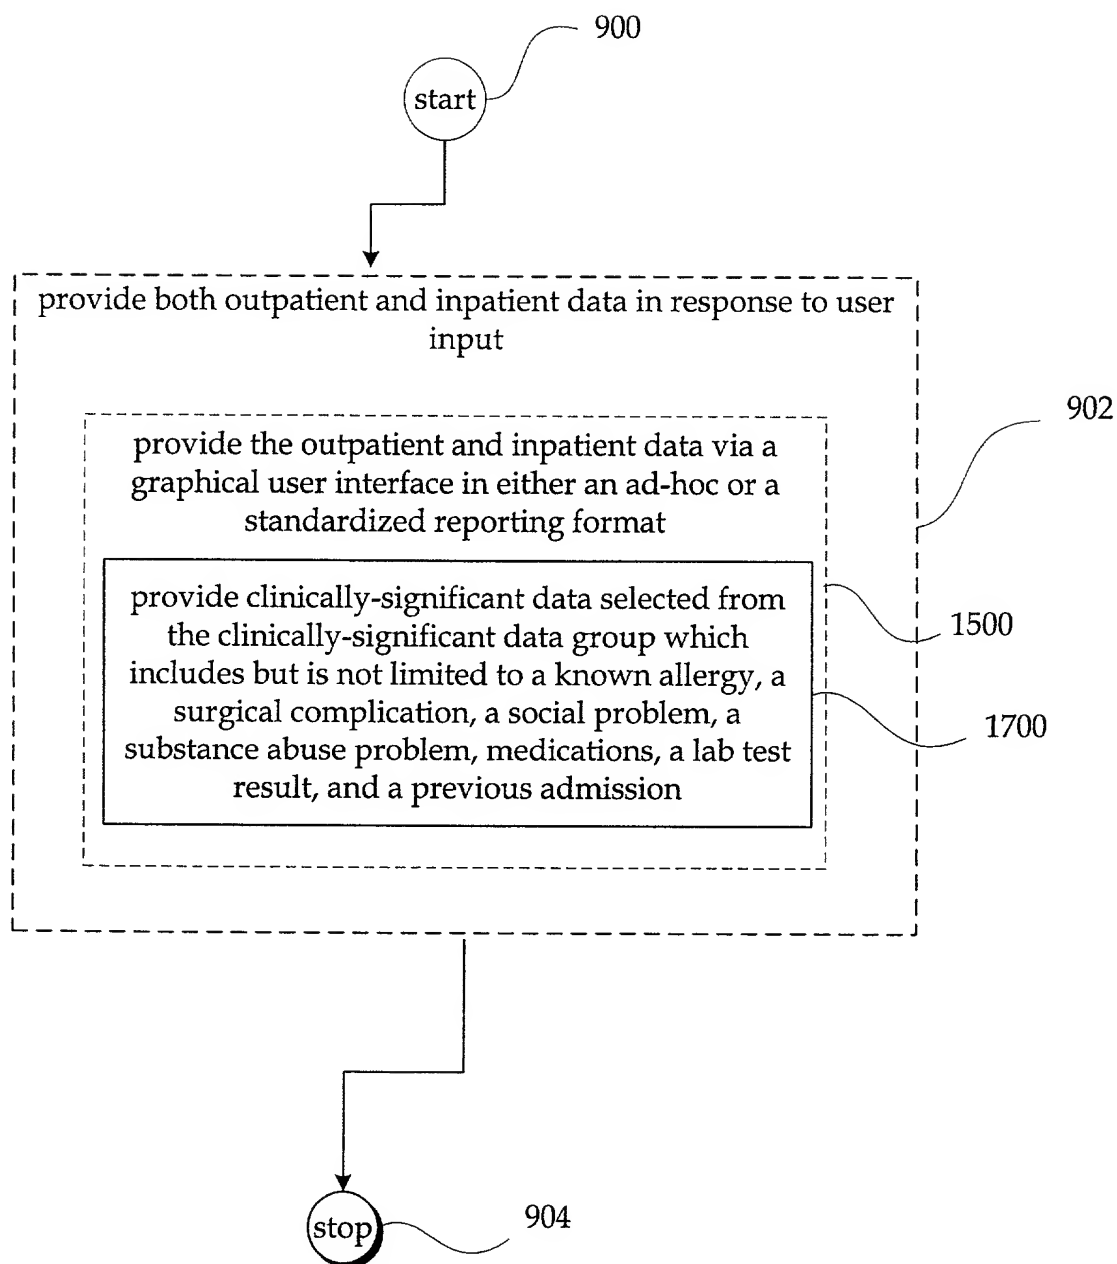 900
start
provide both outpatient and inpatient data in response to user
input
902
provide the outpatient and inpatient data via a
graphical user interface in either an ad-hoc or a
standardized reporting format
provide clinically-significant data selected from
the clinically-significant data group which
includes but is not limited to a known allergy, a
surgical complication, a social problem, a
substance abuse problem, medications, a lab test
result, and a previous admission
1500
1700
stop
904